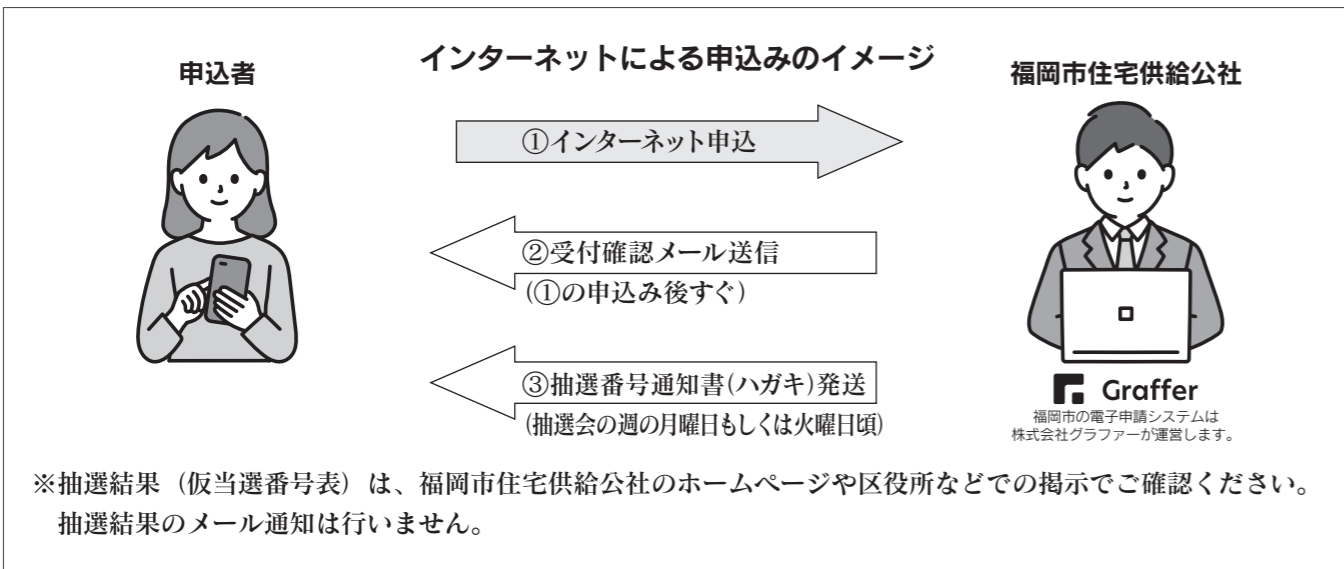 インターネットによる申込みのイメージ
申込者
福岡市住宅供給公社
①インターネット申込
②受付確認メール送信
(①の申込み後すぐ)
③抽選番号通知書(ハガキ)発送
(抽選会の週の月曜日もしくは火曜日頃)
Graffer
福岡市の電子申請システムは
株式会社グラファーが運営します。
※抽選結果（仮当選番号表）は、福岡市住宅供給公社のホームページや区役所などでの掲示でご確認ください。
抽選結果のメール通知は行いません。